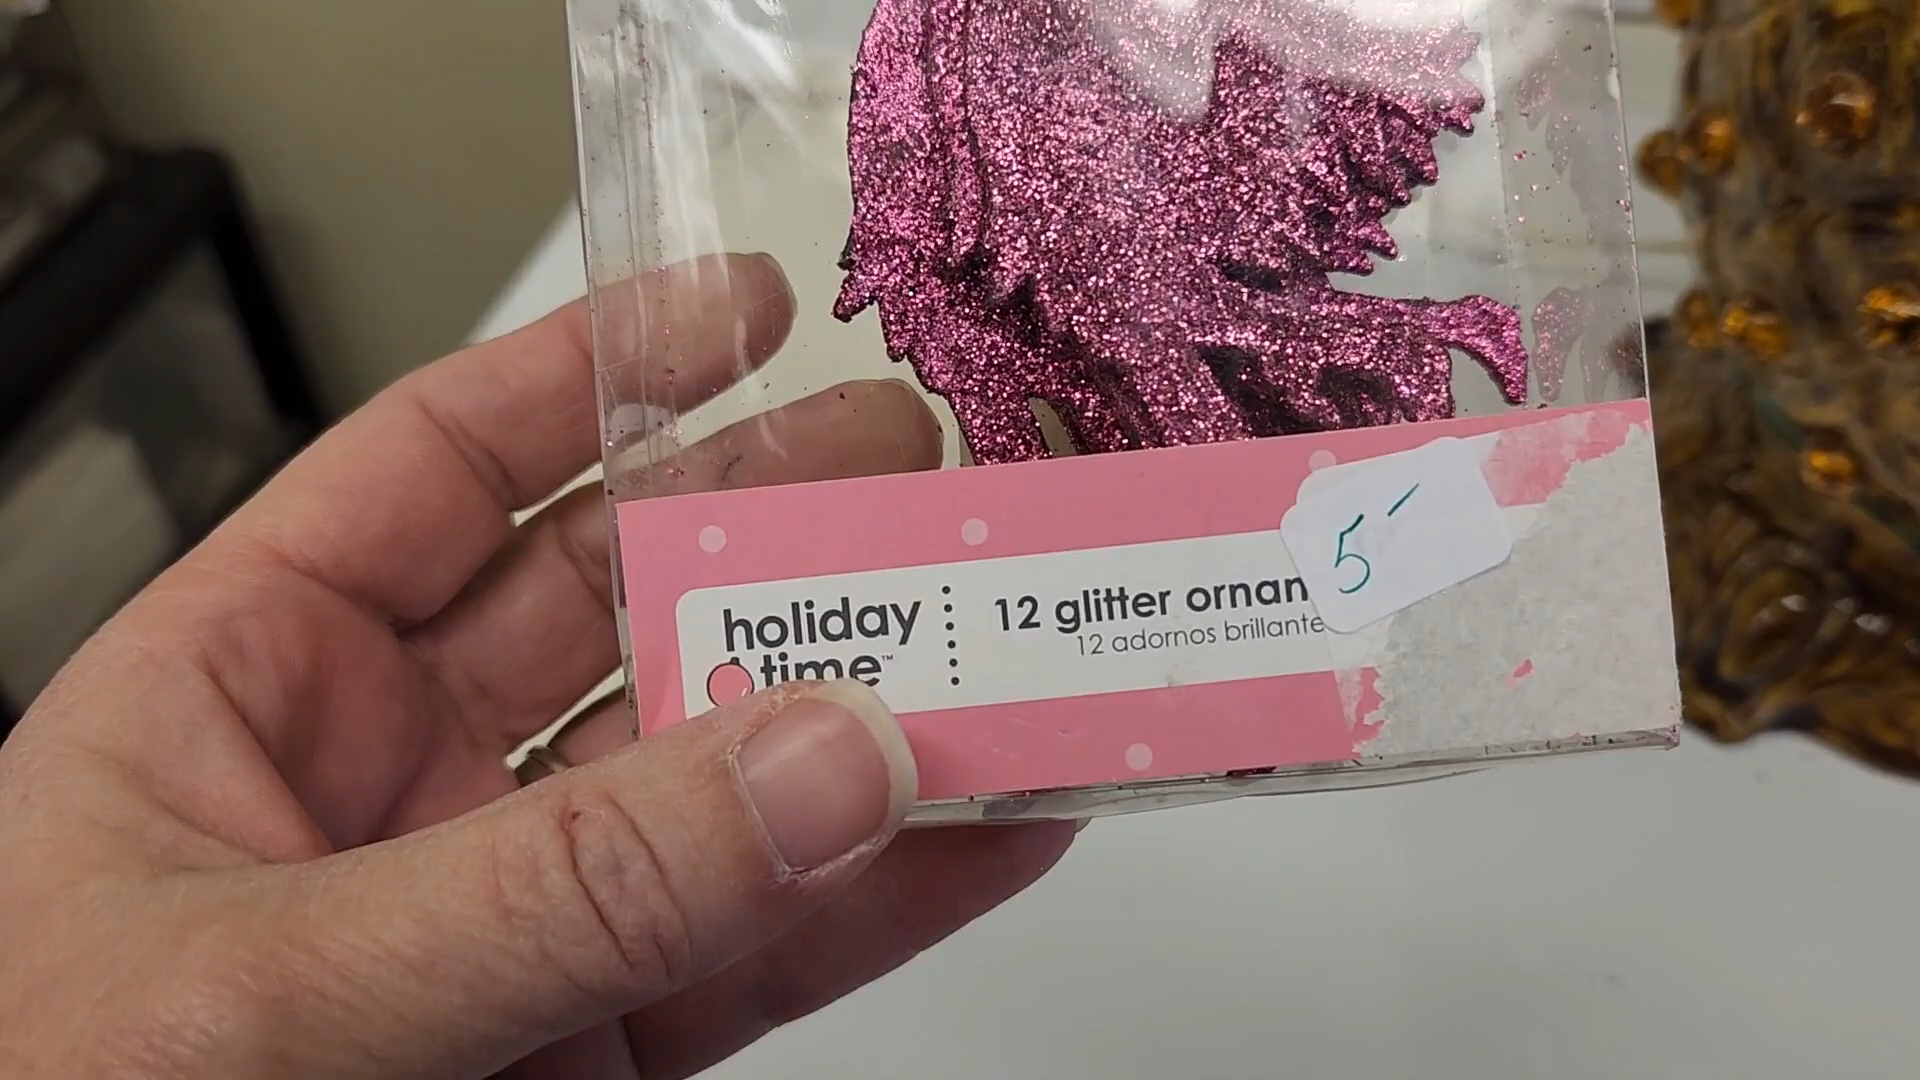 holiday
time™
12 glitter ornan
12 adornos brillante
5-